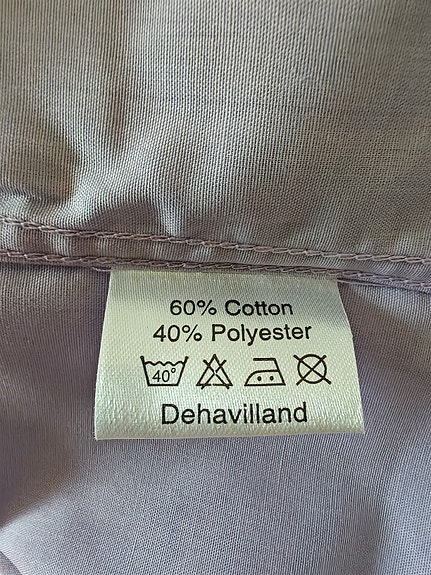 60% Cotton
40% Polyester
40°
Dehavilland